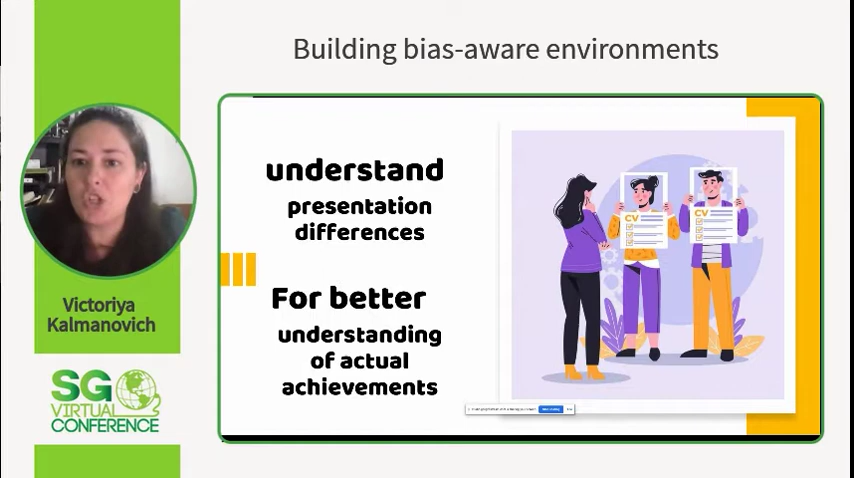 Building bias-aware environments
understand
presentation
differences
For better
understanding
of actual
achievements
CV
CV
Victoriya
Kalmanovich
SG
VIRTUAL
CONFERENCE